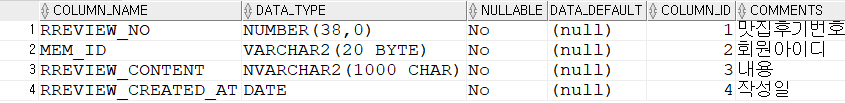 COLUMN_NAME DATA_TYPE NULLABLE DATA_DEFAULT COLUMN_ID COMMENTS
1 RREVIEW_NO NUMBER(38,0) No (null) 1 맛집후기번호
2 MEM_ID VARCHAR2(20 BYTE) No (null) 2 회원아이디
3 RREVIEW_CONTENT NVARCHAR2(1000 CHAR) No (null) 3 내용
4 RREVIEW_CREATED_AT DATE No (null) 4 작성일